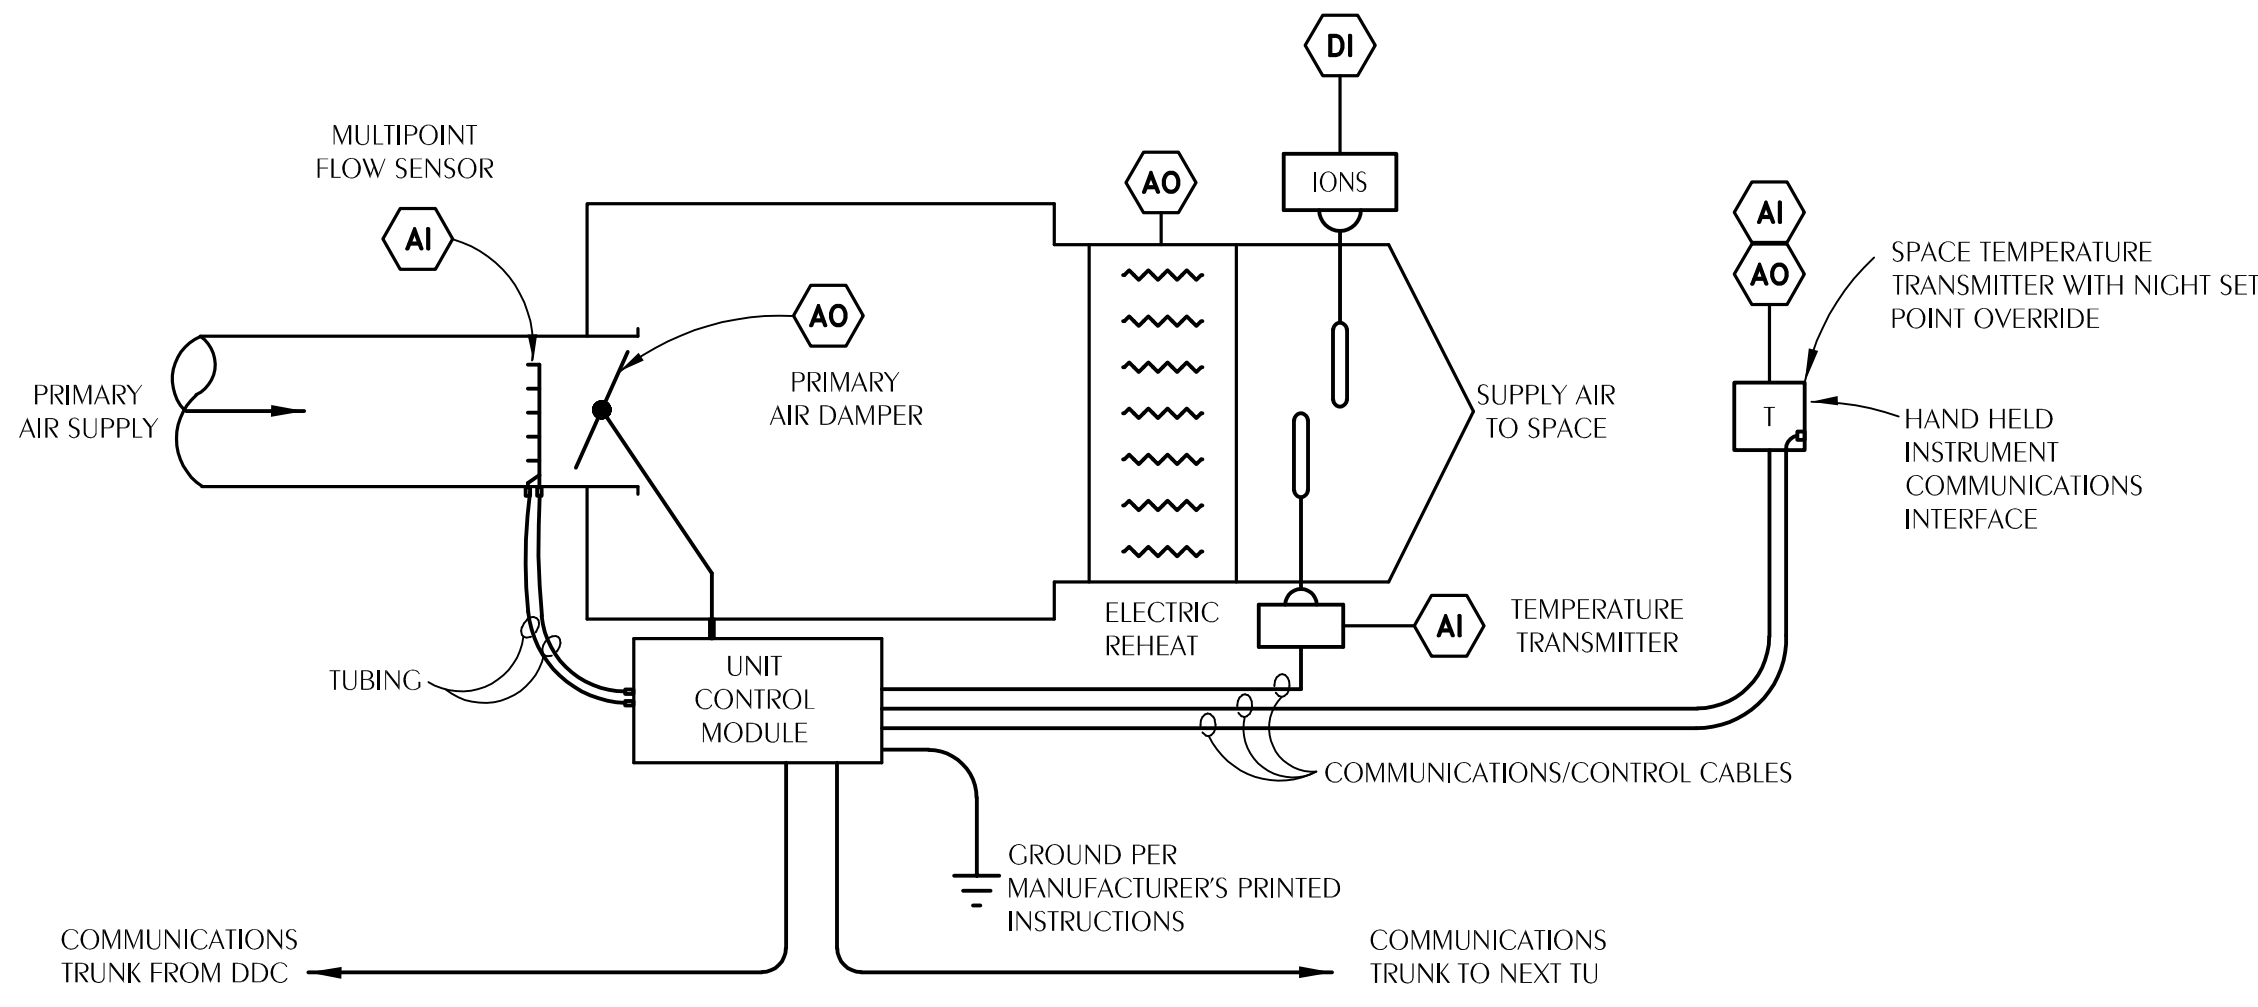 DI
MULTIPOINT
FLOW SENSOR
AI
AO
IONS
AI
AO
SPACE TEMPERATURE
TRANSMITTER WITH NIGHT SET
POINT OVERRIDE
AO
PRIMARY
AIR SUPPLY
PRIMARY
AIR DAMPER
SUPPLY AIR
TO SPACE
T
HAND HELD
INSTRUMENT
COMMUNICATIONS
INTERFACE
ELECTRIC
REHEAT
AI
TEMPERATURE
TRANSMITTER
TUBING
UNIT
CONTROL
MODULE
COMMUNICATIONS/CONTROL CABLES
GROUND PER
MANUFACTURER'S PRINTED
INSTRUCTIONS
COMMUNICATIONS
TRUNK FROM DDC
COMMUNICATIONS
TRUNK TO NEXT TU